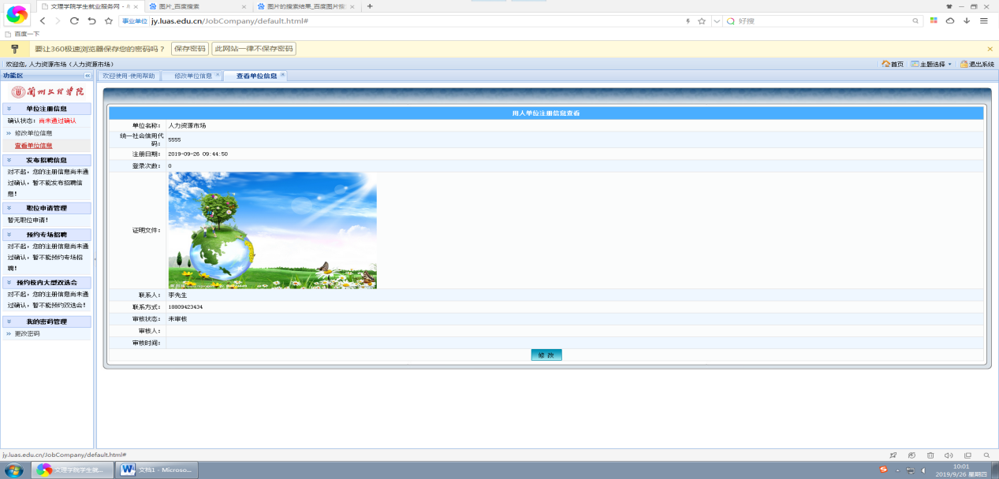 文理学院学生就业服务网 - 用
图片_百度搜索
图片的搜索结果_百度图片搜
事业单位 jy.luas.edu.cn/JobCompany/default.html#
好搜
百度一下
要让360极速浏览器保存您的密码吗？ 保存密码 此网站一律不保存密码
欢迎您, 人力资源市场（人力资源市场）
首页 主题选择 退出系统
功能区
欢迎使用-使用帮助 修改单位信息 查看单位信息
兰州文理学院
单位注册信息
确认状态：尚未通过确认
修改单位信息
查看单位信息
发布招聘信息
对不起，您的注册信息尚未通
过确认，暂不能发布招聘信
息！
职位申请管理
暂无职位申请！
预约专场招聘
对不起，您的注册信息尚未通
过确认，暂不能预约专场招
聘！
预约校内大型双选会
对不起，您的注册信息尚未通
过确认，暂不能预约双选会！
我的密码管理
更改密码
用人单位注册信息查看
单位名称： 人力资源市场
统一社会信用代
码： 5555
注册日期： 2019-09-26 09:44:50
登录次数： 0
证明文件：
联系人： 李先生
联系方式： 18809423434
审核状态： 未审核
审核人：
审核时间：
修 改
jy.luas.edu.cn/JobCompany/default.html#
文理学院学生就...
文档1 - Microso...
10:01
2019/9/26 星期四